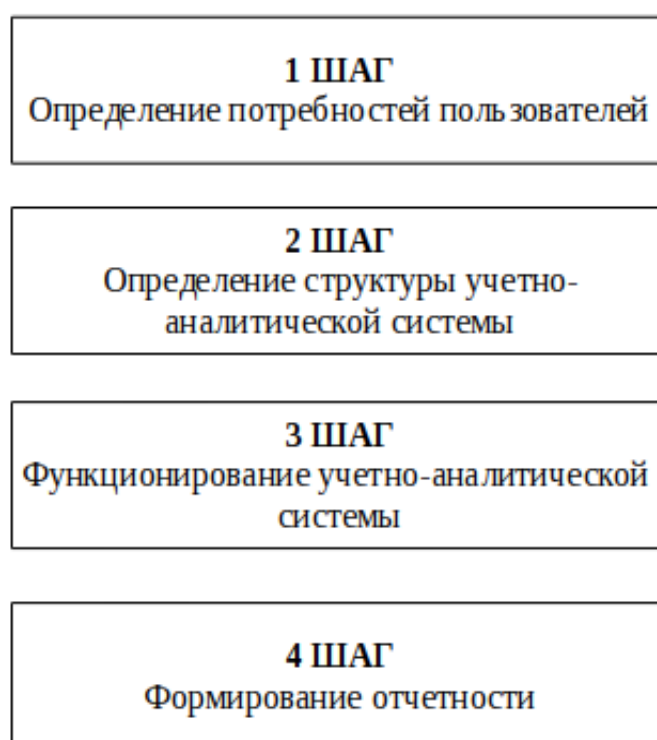 1 ШАГ
Определение потребностей пользователей
2 ШАГ
Определение структуры учетно-
аналитической системы
3 ШАГ
Функционирование учетно-аналитической
системы
4 ШАГ
Формирование отчетности